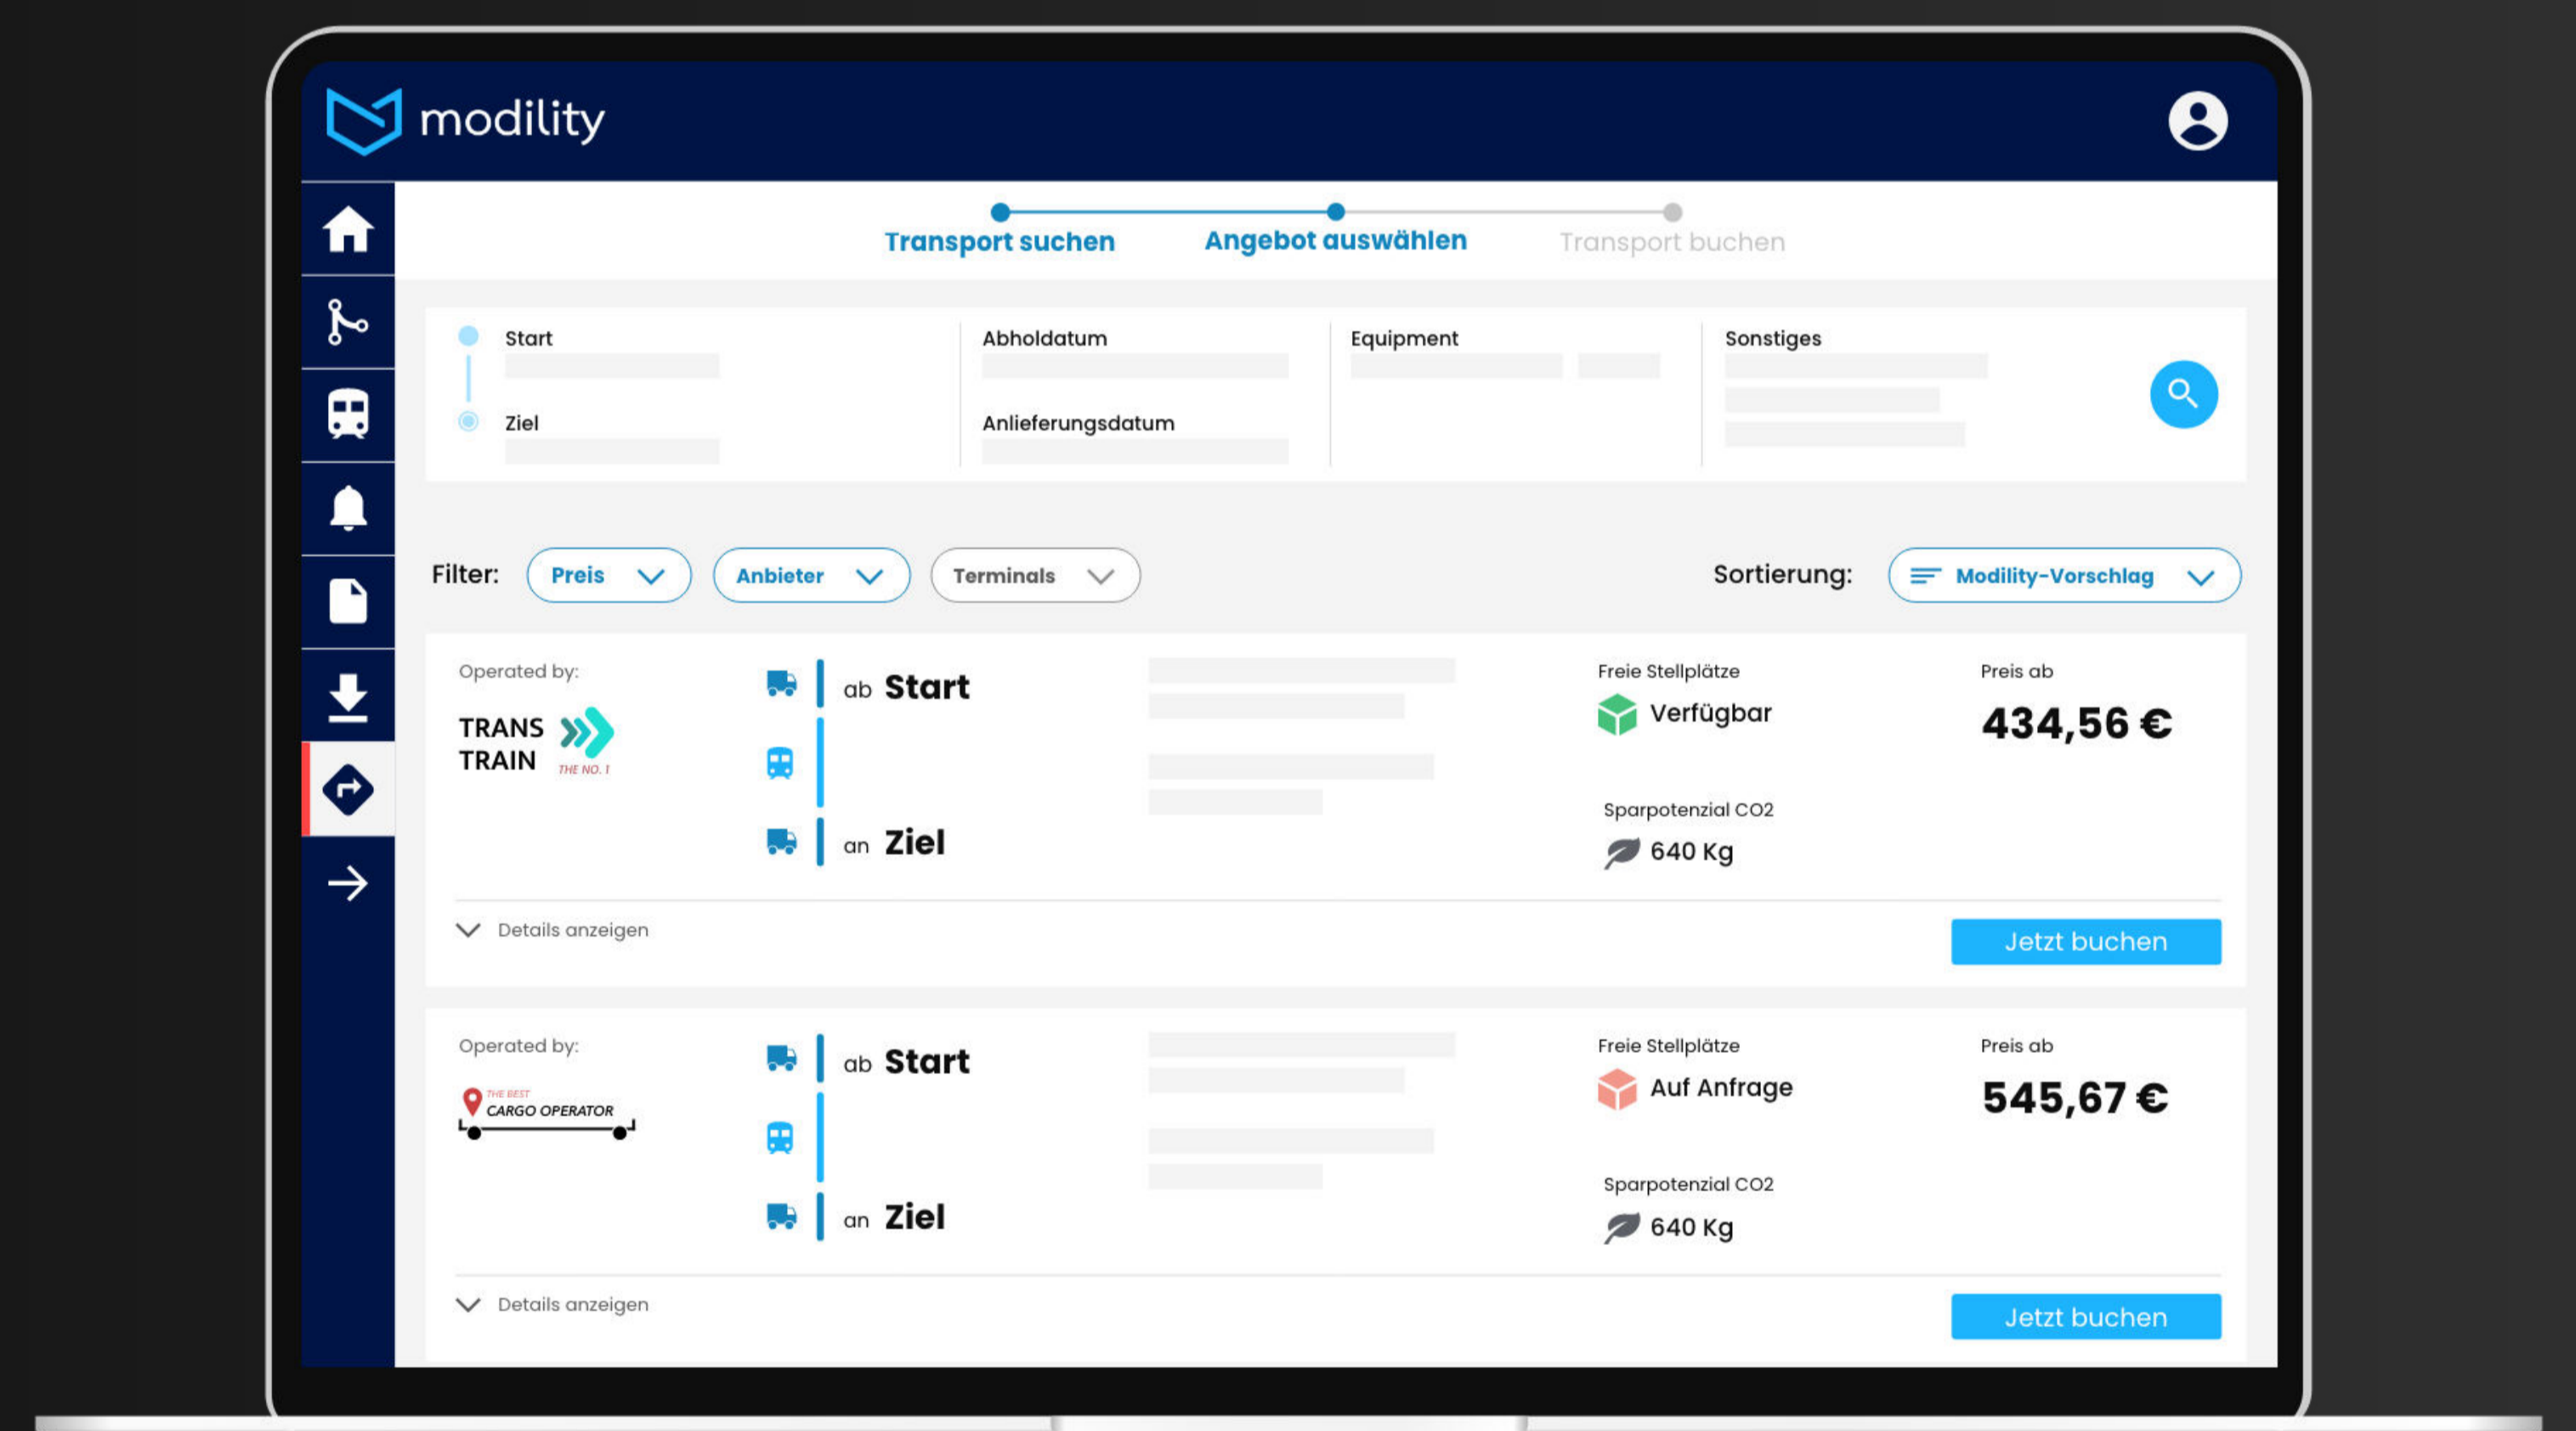 modility
Transport suchen
Angebot auswählen
Transport buchen
Start
Ziel
Abholdatum
Anlieferungsdatum
Equipment
Sonstiges
Filter:
Preis
Anbieter
Terminals
Sortierung:
Modility-Vorschlag
Operated by:
TRANS
TRAIN
THE NO. 1
ab Start
an Ziel
Freie Stellplätze
Verfügbar
Sparpotenzial CO2
640 Kg
Preis ab
434,56 €
Details anzeigen
Jetzt buchen
Operated by:
THE BEST
CARGO OPERATOR
ab Start
an Ziel
Freie Stellplätze
Auf Anfrage
Sparpotenzial CO2
640 Kg
Preis ab
545,67 €
Details anzeigen
Jetzt buchen